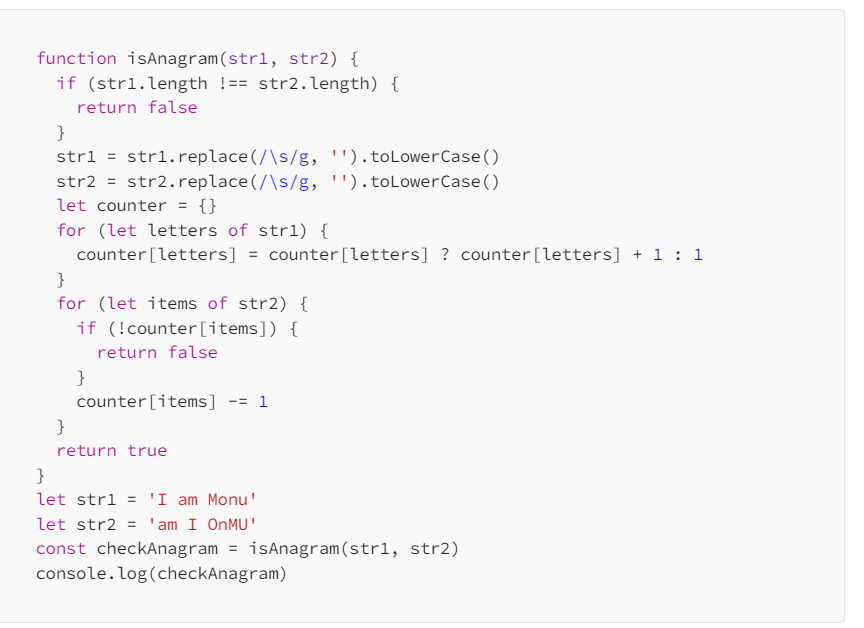 function isAnagram(str1, str2) {
  if (str1.length !== str2.length) {
    return false
  }
  str1 = str1.replace(/\s/g, '').toLowerCase()
  str2 = str2.replace(/\s/g, '').toLowerCase()
  let counter = {}
  for (let letters of str1) {
    counter[letters] = counter[letters] ? counter[letters] + 1 : 1
  }
  for (let items of str2) {
    if (!counter[items]) {
      return false
    }
    counter[items] -= 1
  }
  return true
}
let str1 = 'I am Monu'
let str2 = 'am I OnMU'
const checkAnagram = isAnagram(str1, str2)
console.log(checkAnagram)